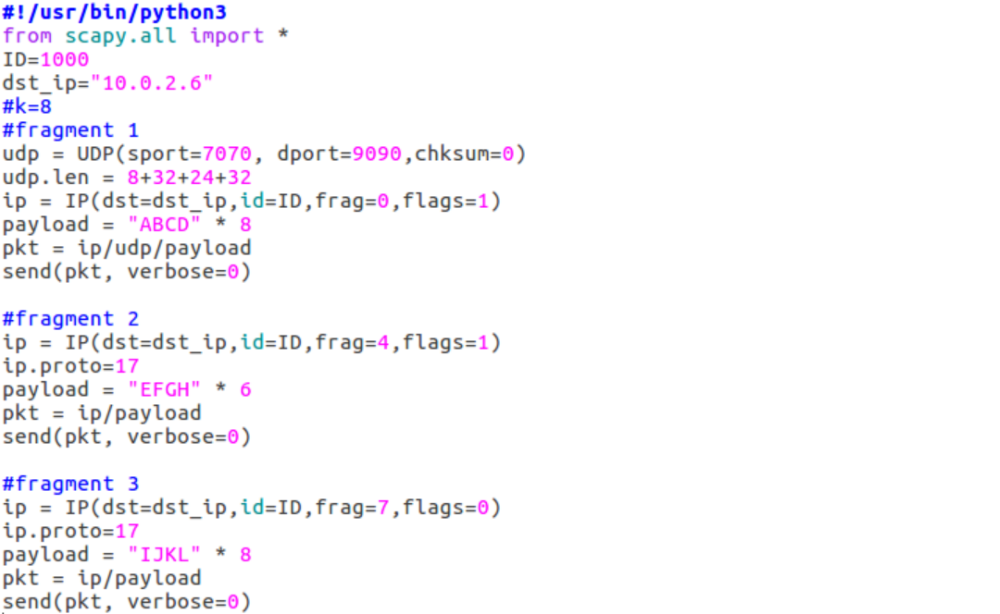 #!/usr/bin/python3
from scapy.all import *
ID=1000
dst_ip="10.0.2.6"
#k=8
#fragment 1
udp = UDP(sport=7070, dport=9090,chksum=0)
udp.len = 8+32+24+32
ip = IP(dst=dst_ip,id=ID,frag=0,flags=1)
payload = "ABCD" * 8
pkt = ip/udp/payload
send(pkt, verbose=0)

#fragment 2
ip = IP(dst=dst_ip,id=ID,frag=4,flags=1)
ip.proto=17
payload = "EFGH" * 6
pkt = ip/payload
send(pkt, verbose=0)

#fragment 3
ip = IP(dst=dst_ip,id=ID,frag=7,flags=0)
ip.proto=17
payload = "IJKL" * 8
pkt = ip/payload
send(pkt, verbose=0)